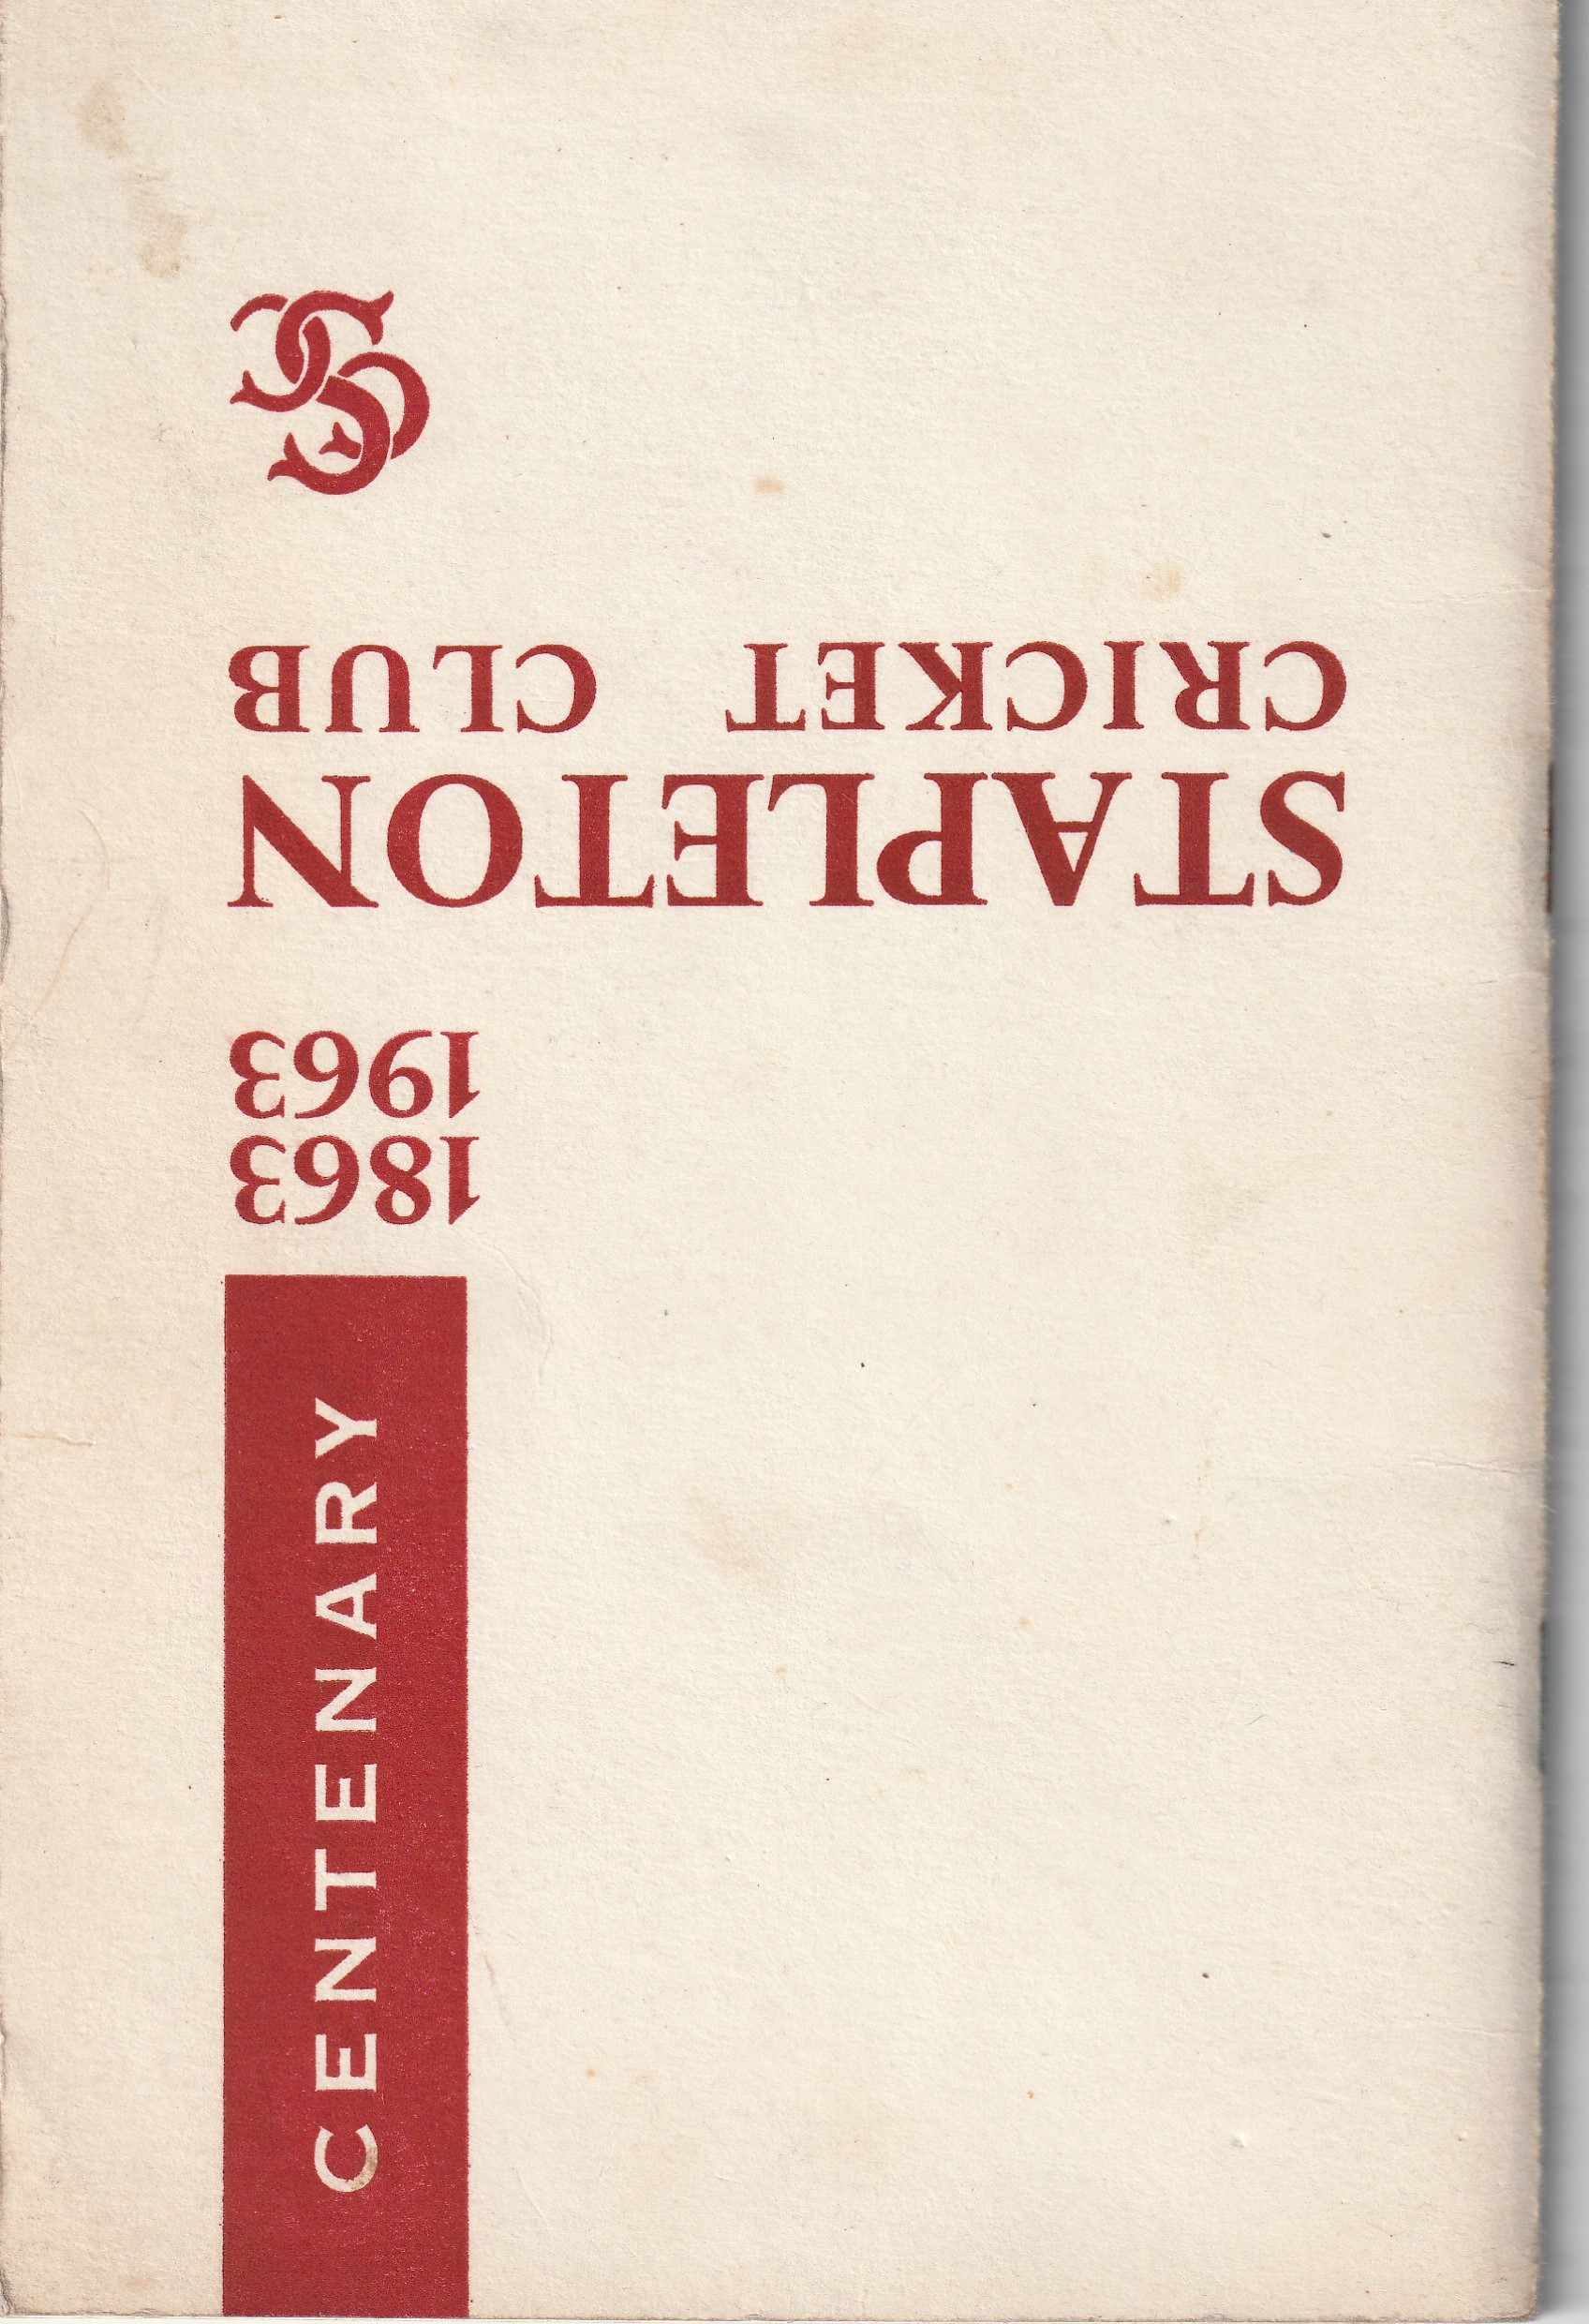 CENTENARY
1863
1963
STAPLETON
CRICKET CLUB